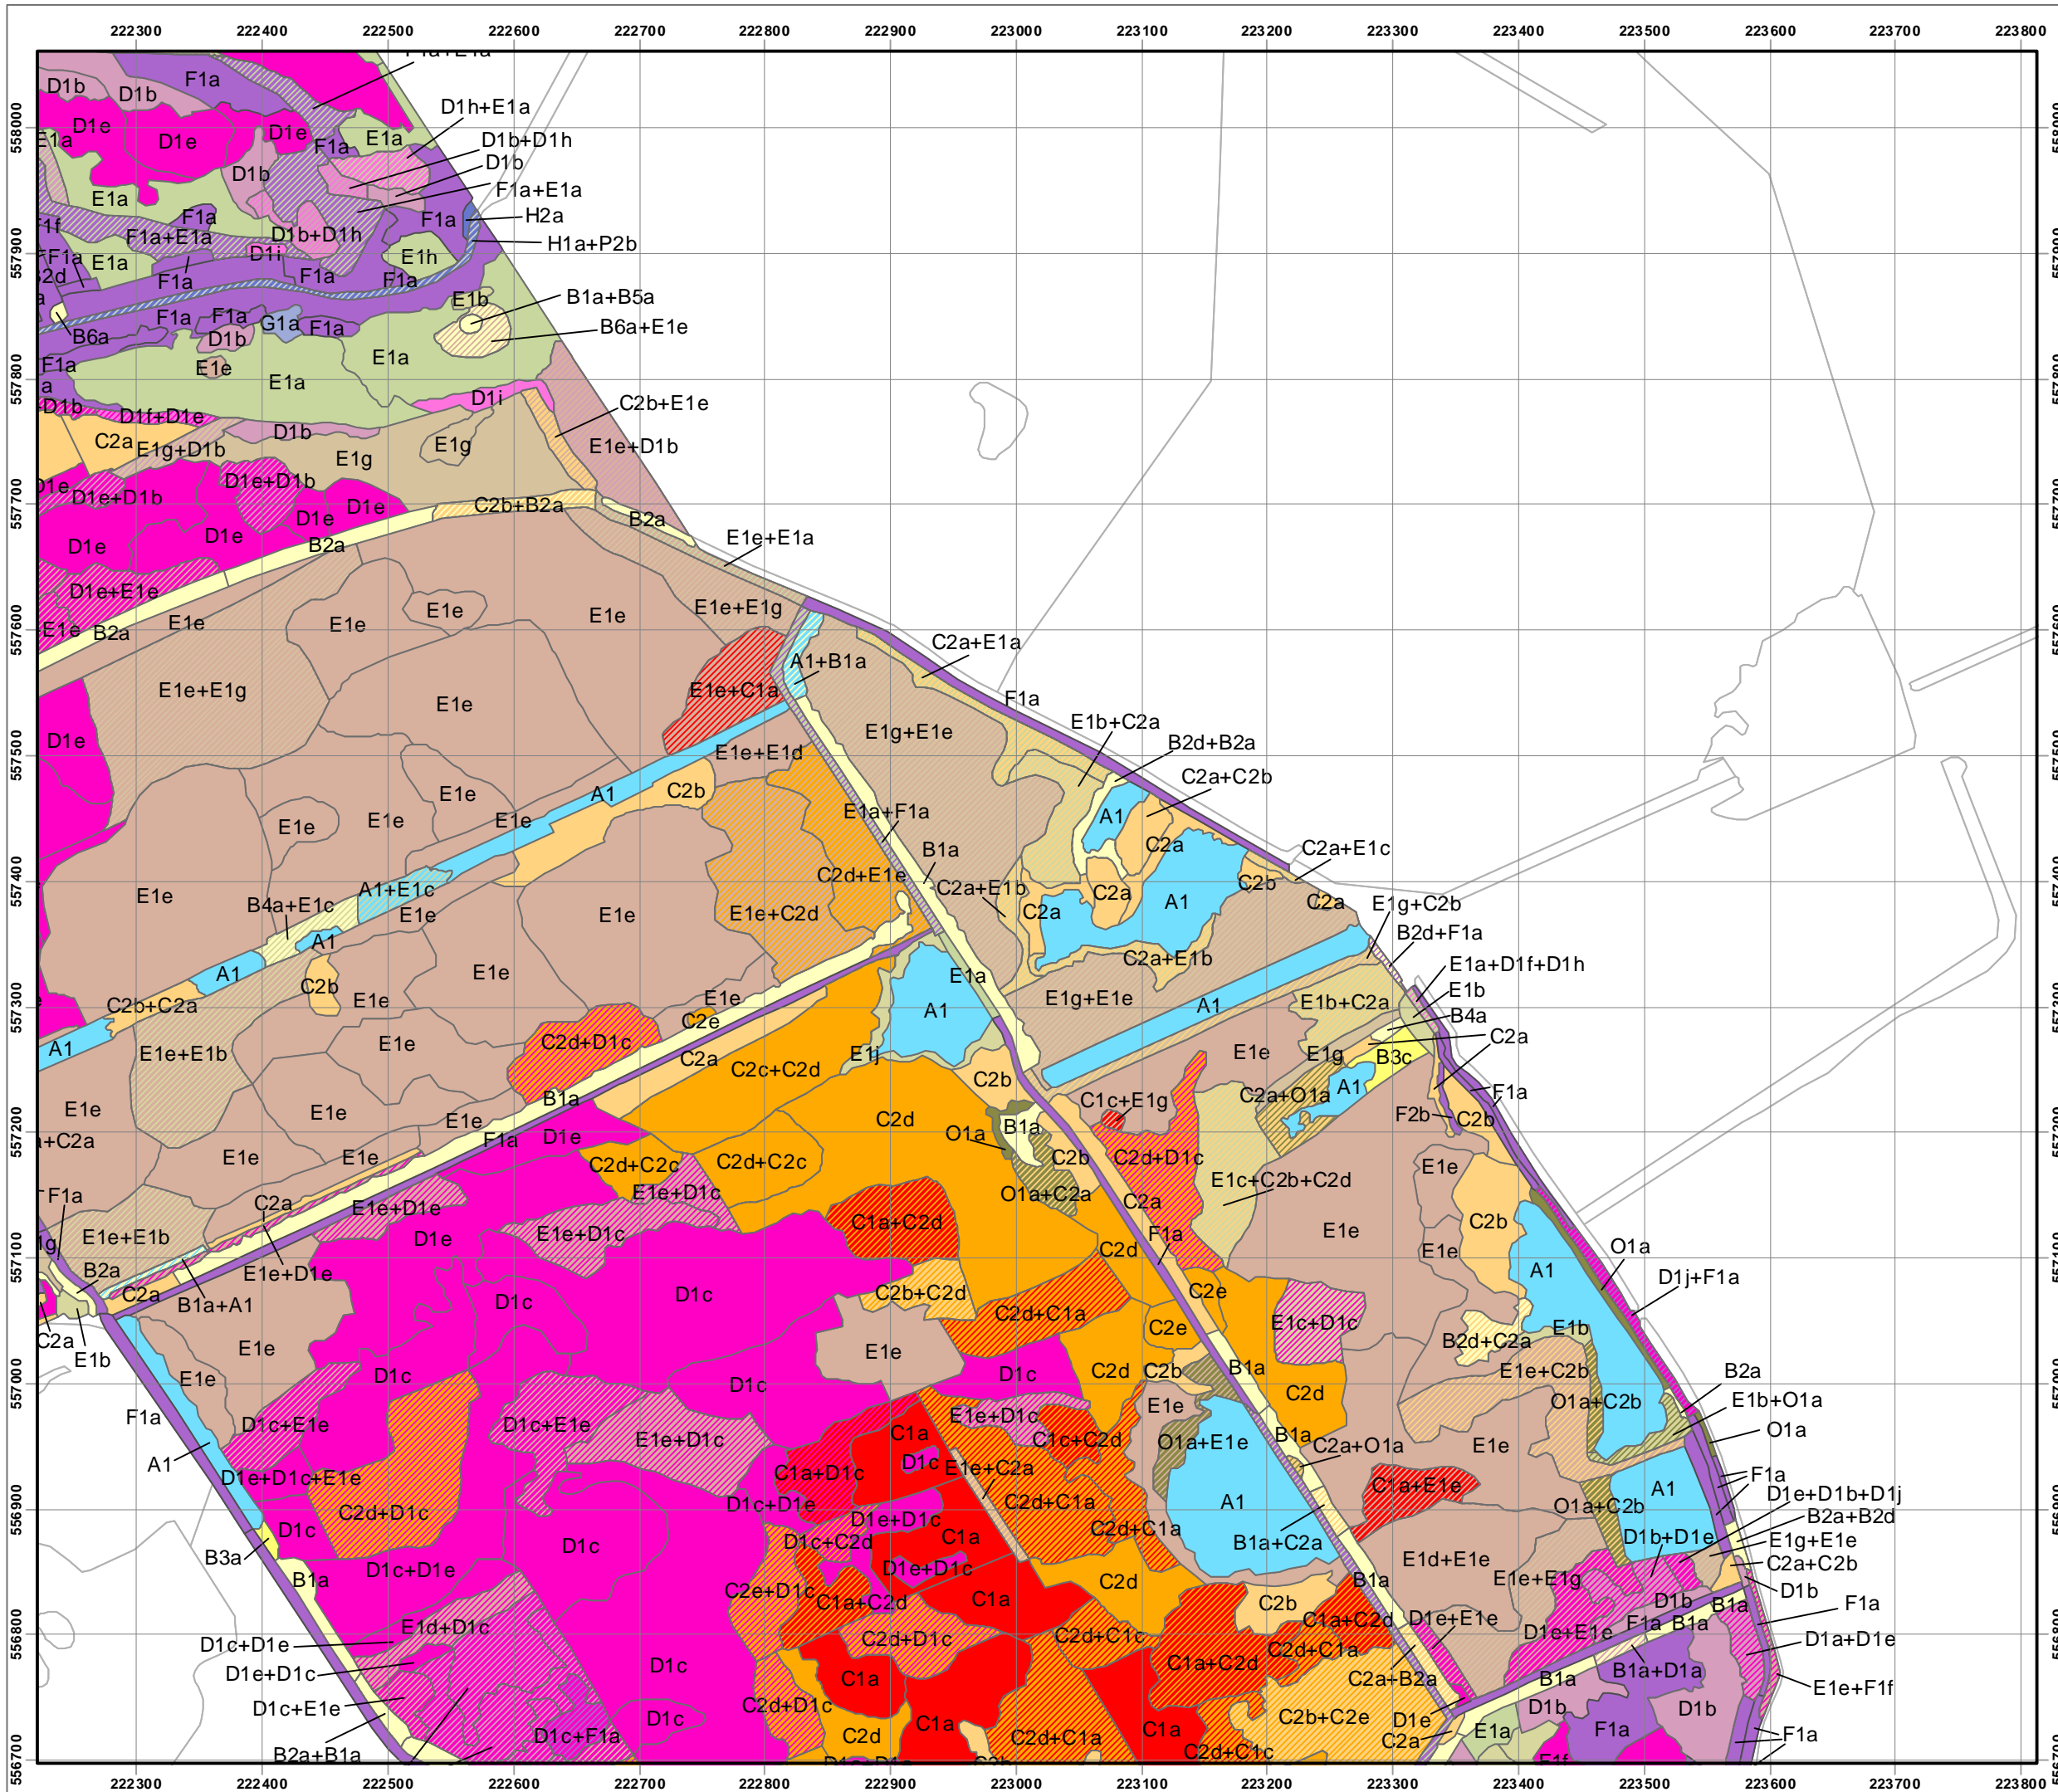 222300 222400 222500 222600 222700 222800 222900 223000 223100 223200 223300 223400 223500 223600 223700 223800
D1b D1b F1a
D1h+E1a
558000 D1e D1e D1e F1a E1a D1b+D1h 558000
E1a D1b D1b
E1a F1a F1a+E1a
F1a+E1a D1b+D1h F1a H2a
557900 D1i E1h H1a+P2b 557900
F1a E1a F1a F1a F1a
E1b B1a+B5a
F1a F1a G1a F1a B6a+E1e
B6a D1b
F1a E1e E1a E1a
557800 557800
D1b D1f+D1e D1i C2b+E1e
C2a E1g+D1b D1b E1g E1g E1e+D1b
D1e D1e+D1b D1e+D1b
557700 D1e D1e C2b+B2a B2a 557700
D1e D1e B2a E1e+E1a
D1e+E1e
E1e B2a E1e E1e E1e E1e E1e+E1g
557600 C2a+E1a 557600
E1e+E1g E1e E1e+C1a A1+B1a F1a
D1e E1g+E1e E1b+C2a
557500 E1e+E1d B2d+B2a 557500
E1e A1 C2b C2a+C2b
E1e E1e E1e E1a+F1a A1 C2a
557400 B1a C2a+E1c 557400
E1e A1+E1c C2d+E1e C2a+E1b C2a C2b
B4a+E1c E1e E1e E1e+C2d C2a A1 C2a E1g+C2b
A1 B2d+F1a
A1 C2b E1e E1a C2a+E1b E1a+D1f+D1h
557300 C2b+C2a E1e E1e A1 E1g+E1e A1 E1b+C2a E1b 557300
C2e B4a
A1 E1e+E1b E1e C2d+D1c C2a C2c+C2d E1j C2b E1e E1g B3c C2a
A1
E1e E1e E1e B1a C2d C1c+E1g C2a+O1a F1a
557200 F1a D1e O1a B1a F2b C2b 557200
E1e E1e C2d+C2c C2d+C2c C2b C2d+D1c E1e
F1a C2a E1e+D1e E1e+D1c O1a+C2a C2a E1c+C2b+C2d
E1e+B1b
E1e+E1b D1e E1e+D1c C1a+C2d C2d F1a E1e E1e C2b
557100 O1a 557100
B2a E1e+D1e A1 D1j+F1a
C2a B1a+A1 D1c D1c C2b+C2d C2e
C2d+C1a C2e E1c+D1c E1b
C2a E1b E1e E1e B2d+C2a
557000 E1e D1c D1c D1c C2d C2b B1a E1e+C2b B2a 557000
F1a D1c+E1e D1c+E1e E1e+D1c E1e+D1c E1e C2d O1a+C2b E1b+O1a
C1a C1c+C2d O1a+E1e B1a C2a+O1a E1e O1a
A1 D1e+D1c+E1e C1a+D1c D1c E1e+C2a C1a+E1e F1a
556900 C2d+D1c D1c+D1e D1e+D1c C2d+C1a A1 O1a+C2b A1 D1e+D1b+D1j 556900
D1c D1c D1c+C2d C1a C2d+C1a B1a+C2a D1b+D1e B2a+B2d
B3a D1c+D1e D1e+D1c E1d+E1e E1g+E1e
B1a C2e+D1c C1a+C2d C1a C2d C2b B1a E1e+E1g C2a+C2b
D1b
556800 E1d+D1c C2d+D1c C2d+C1c C1a+C2d D1e+E1e D1b B1a F1a 556800
D1c+D1e D1e+E1e F1a B1a
D1e+D1c D1c C1a C1a+C2d C2d+C1a C2a+B2a B1a B1a+D1a D1a+D1e
D1c+E1e D1c C2d+D1c C1a C2b+C2e D1e D1b D1b E1e+F1f
B2a+B1a D1c+F1a C2d C2d+C1a C1a C2d+C1c C2a E1a F1a F1a
556700 556700
222300 222400 222500 222600 222700 222800 222900 223000 223100 223200 223300 223400 223500 223600 223700 223800